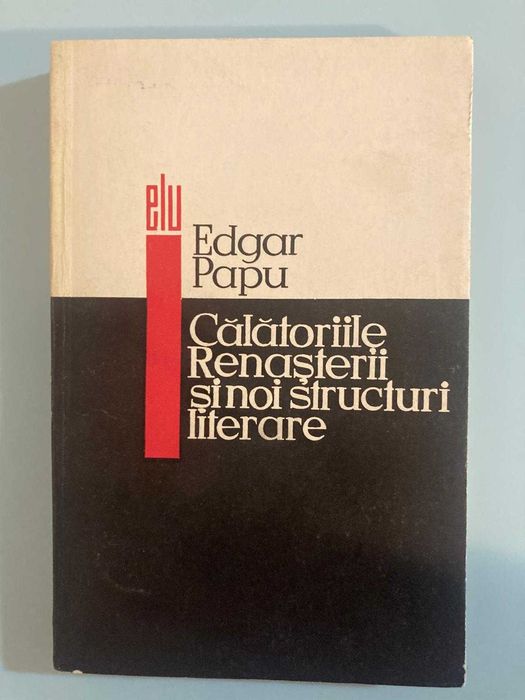 elu
Edgar
Papu
Călătoriile
Renașterii
și noi structuri
literare